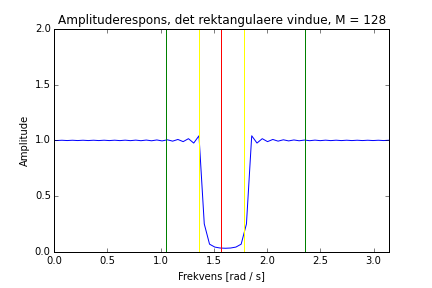 Amplituderespons, det rektangulaere vindue, M = 128
2.0
1.5
1.0
0.5
0.0
Amplitude
0.0 0.5 1.0 1.5 2.0 2.5 3.0
Frekvens [rad / s]